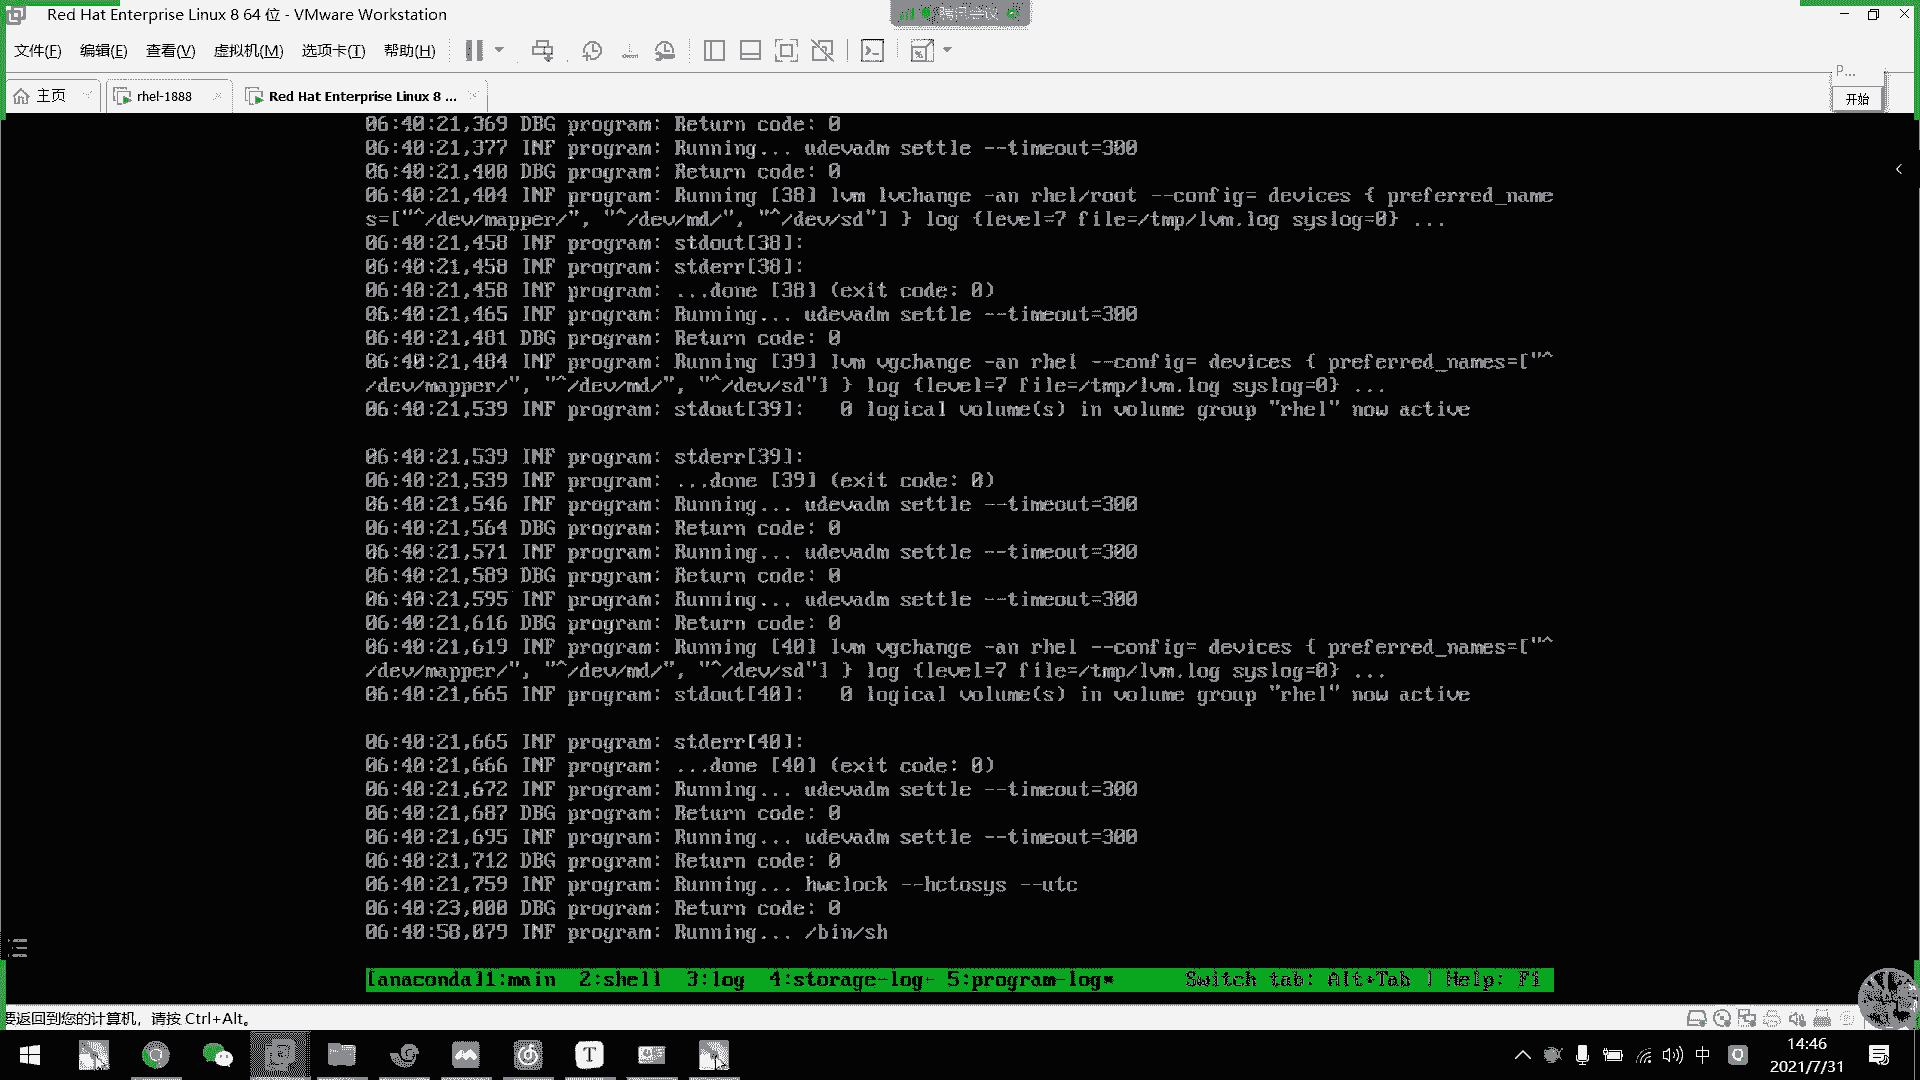 Red Hat Enterprise Linux 8 64 位 - VMware Workstation
腾讯会议
文件(F) 编辑(E) 查看(V) 虚拟机(M) 选项卡(T) 帮助(H)
P...
主页 rhel-1888 Red Hat Enterprise Linux 8 ...
开始
06:40:21,369 DBG program: Return code: 0
06:40:21,377 INF program: Running... udevadm settle --timeout=300
06:40:21,400 DBG program: Return code: 0
06:40:21,404 INF program: Running [38] lvm lvchange -an rhel/root --config= devices { preferred_name
s=["^/dev/mapper/", "^/dev/md/", "^/dev/sd"] } log {level=7 file=/tmp/lvm.log syslog=0} ...
06:40:21,458 INF program: stdout[38]:
06:40:21,458 INF program: stderr[38]:
06:40:21,458 INF program: ...done [38] (exit code: 0)
06:40:21,465 INF program: Running... udevadm settle --timeout=300
06:40:21,481 DBG program: Return code: 0
06:40:21,484 INF program: Running [39] lvm vgchange -an rhel --config= devices { preferred_names=["^
/dev/mapper/", "^/dev/md/", "^/dev/sd"] } log {level=7 file=/tmp/lvm.log syslog=0} ...
06:40:21,539 INF program: stdout[39]:   0 logical volume(s) in volume group "rhel" now active
06:40:21,539 INF program: stderr[39]:
06:40:21,539 INF program: ...done [39] (exit code: 0)
06:40:21,546 INF program: Running... udevadm settle --timeout=300
06:40:21,564 DBG program: Return code: 0
06:40:21,571 INF program: Running... udevadm settle --timeout=300
06:40:21,589 DBG program: Return code: 0
06:40:21,595 INF program: Running... udevadm settle --timeout=300
06:40:21,616 DBG program: Return code: 0
06:40:21,619 INF program: Running [40] lvm vgchange -an rhel --config= devices { preferred_names=["^
/dev/mapper/", "^/dev/md/", "^/dev/sd"] } log {level=7 file=/tmp/lvm.log syslog=0} ...
06:40:21,665 INF program: stdout[40]:   0 logical volume(s) in volume group "rhel" now active
06:40:21,665 INF program: stderr[40]:
06:40:21,666 INF program: ...done [40] (exit code: 0)
06:40:21,672 INF program: Running... udevadm settle --timeout=300
06:40:21,687 DBG program: Return code: 0
06:40:21,695 INF program: Running... udevadm settle --timeout=300
06:40:21,712 DBG program: Return code: 0
06:40:21,759 INF program: Running... hwclock --hctosys --utc
06:40:23,000 DBG program: Return code: 0
06:40:58,079 INF program: Running... /bin/sh
[anaconda]1:main  2:shell  3:log  4:storage-log- 5:program-log*      Switch tab: Alt+Tab | Help: F1
要返回到您的计算机，请按 Ctrl+Alt。
T
中
14:46
2021/7/31